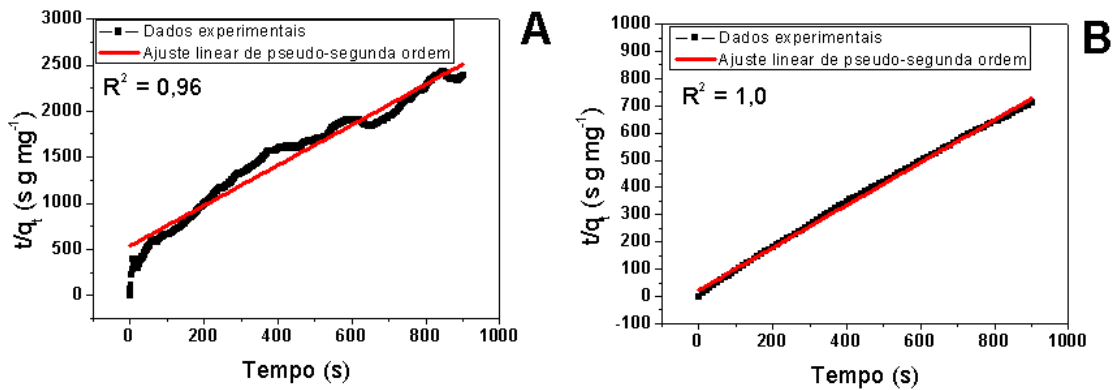 A
3000
2500
2000
1500
1000
500
0
t/qt (s g mg-1)
—■— Dados experimentais
Ajuste linear de pseudo-segunda ordem
R2 = 0,96
0 200 400 600 800 1000
Tempo (s)
B
1000
900
800
700
600
500
400
300
200
100
0
-100
t/qt (s g mg-1)
—■— Dados experimentais
Ajuste linear de pseudo-segunda ordem
R2 = 1,0
0 200 400 600 800 1000
Tempo (s)